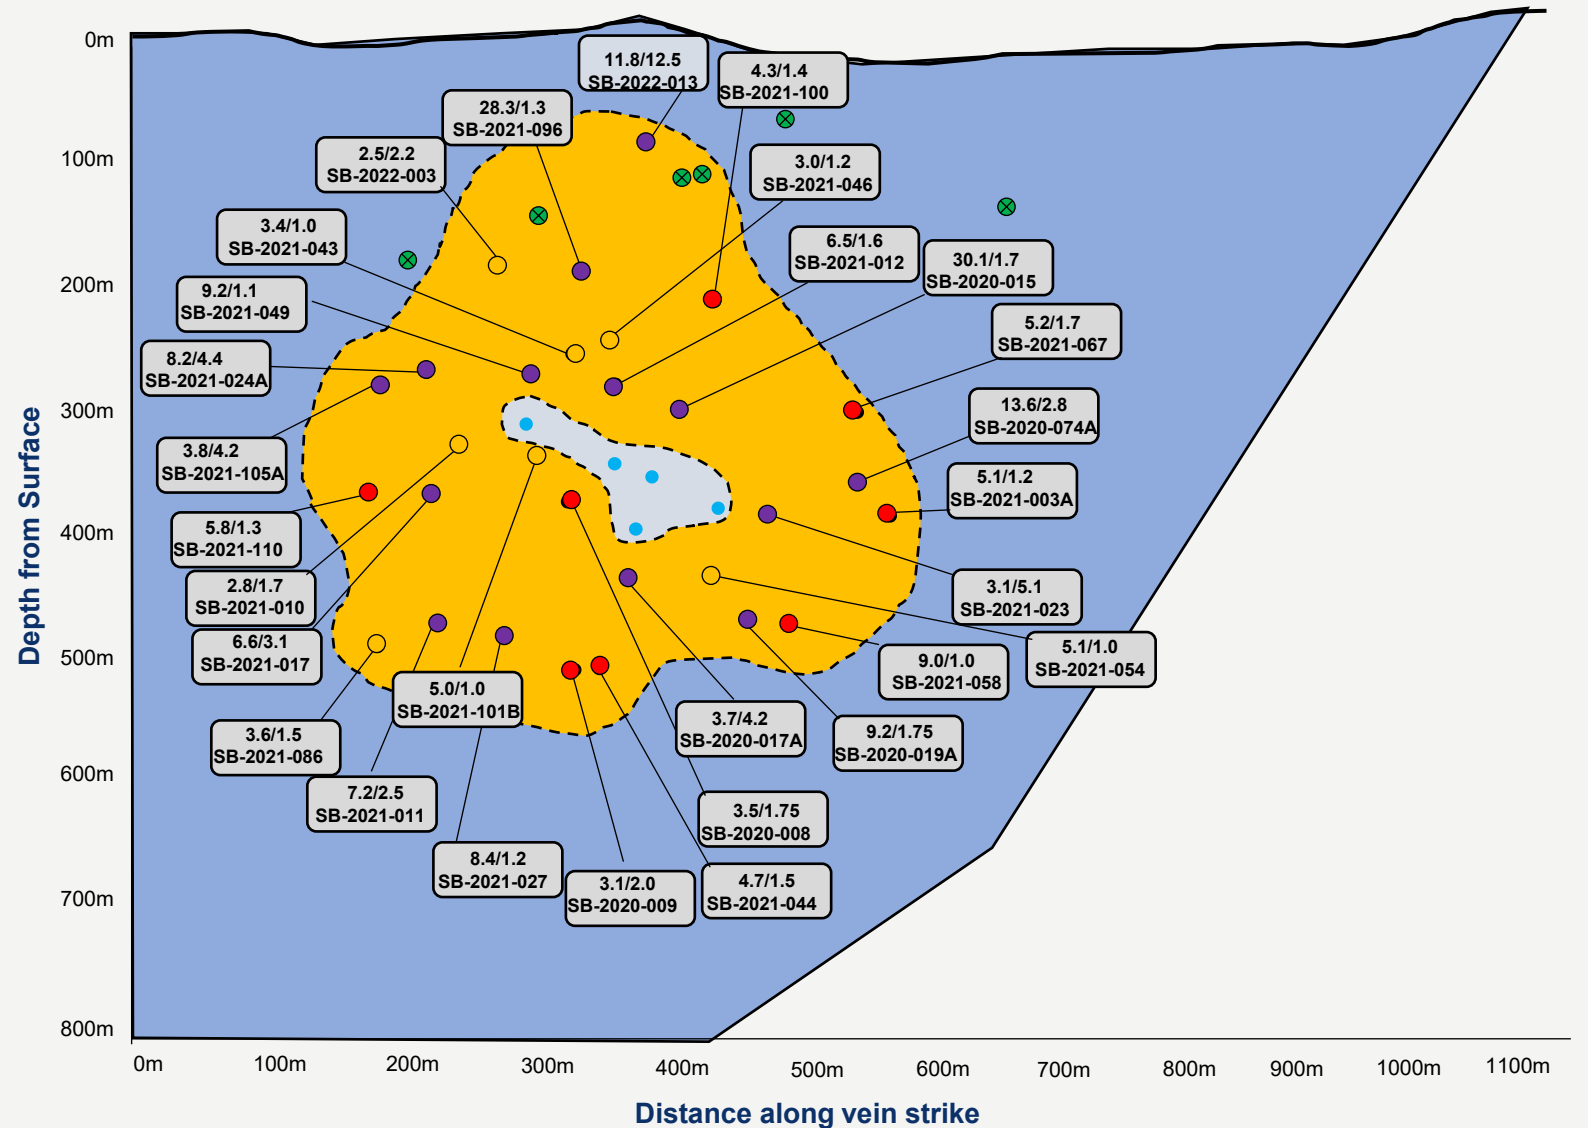 0m
100m
200m
300m
400m
500m
600m
700m
800m
Depth from Surface
11.8/12.5
SB-2022-013
4.3/1.4
SB-2021-100
28.3/1.3
SB-2021-096
2.5/2.2
SB-2022-003
3.0/1.2
SB-2021-046
3.4/1.0
SB-2021-043
6.5/1.6
SB-2021-012
30.1/1.7
SB-2020-015
9.2/1.1
SB-2021-049
5.2/1.7
SB-2021-067
8.2/4.4
SB-2021-024A
13.6/2.8
SB-2020-074A
3.8/4.2
SB-2021-105A
5.1/1.2
SB-2021-003A
5.8/1.3
SB-2021-110
2.8/1.7
SB-2021-010
3.1/5.1
SB-2021-023
6.6/3.1
SB-2021-017
5.1/1.0
SB-2021-054
9.0/1.0
SB-2021-058
5.0/1.0
SB-2021-101B
3.7/4.2
SB-2020-017A
9.2/1.75
SB-2020-019A
3.6/1.5
SB-2021-086
7.2/2.5
SB-2021-011
3.5/1.75
SB-2020-008
8.4/1.2
SB-2021-027
3.1/2.0
SB-2020-009
4.7/1.5
SB-2021-044
0m
100m
200m
300m
400m
500m
600m
700m
800m
900m
1000m
1100m
Distance along vein strike